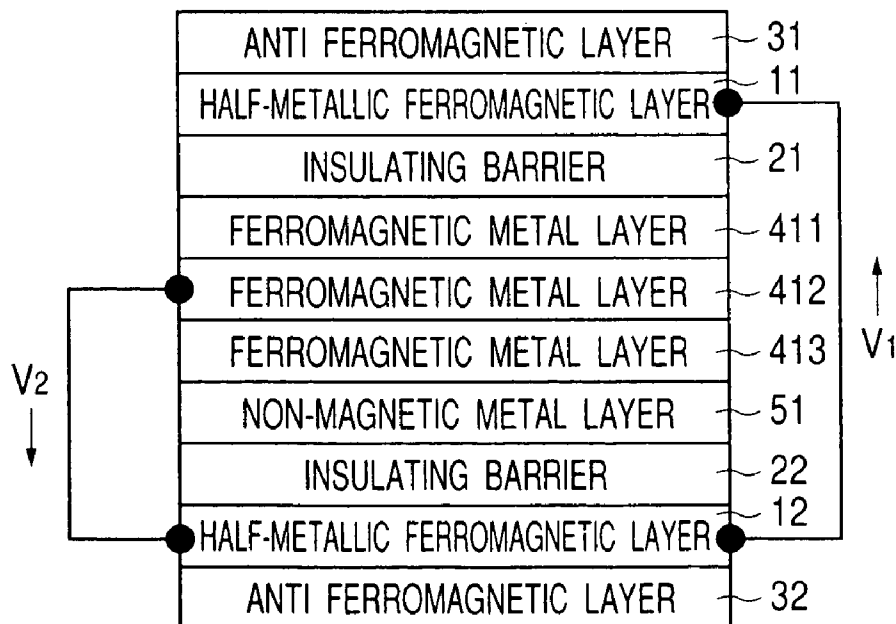 ANTI FERROMAGNETIC LAYER 31
11
HALF-METALLIC FERROMAGNETIC LAYER
INSULATING BARRIER 21
FERROMAGNETIC METAL LAYER 411
FERROMAGNETIC METAL LAYER 412
V1
FERROMAGNETIC METAL LAYER 413
V2
NON-MAGNETIC METAL LAYER 51
INSULATING BARRIER 22
12
HALF-METALLIC FERROMAGNETIC LAYER
ANTI FERROMAGNETIC LAYER 32